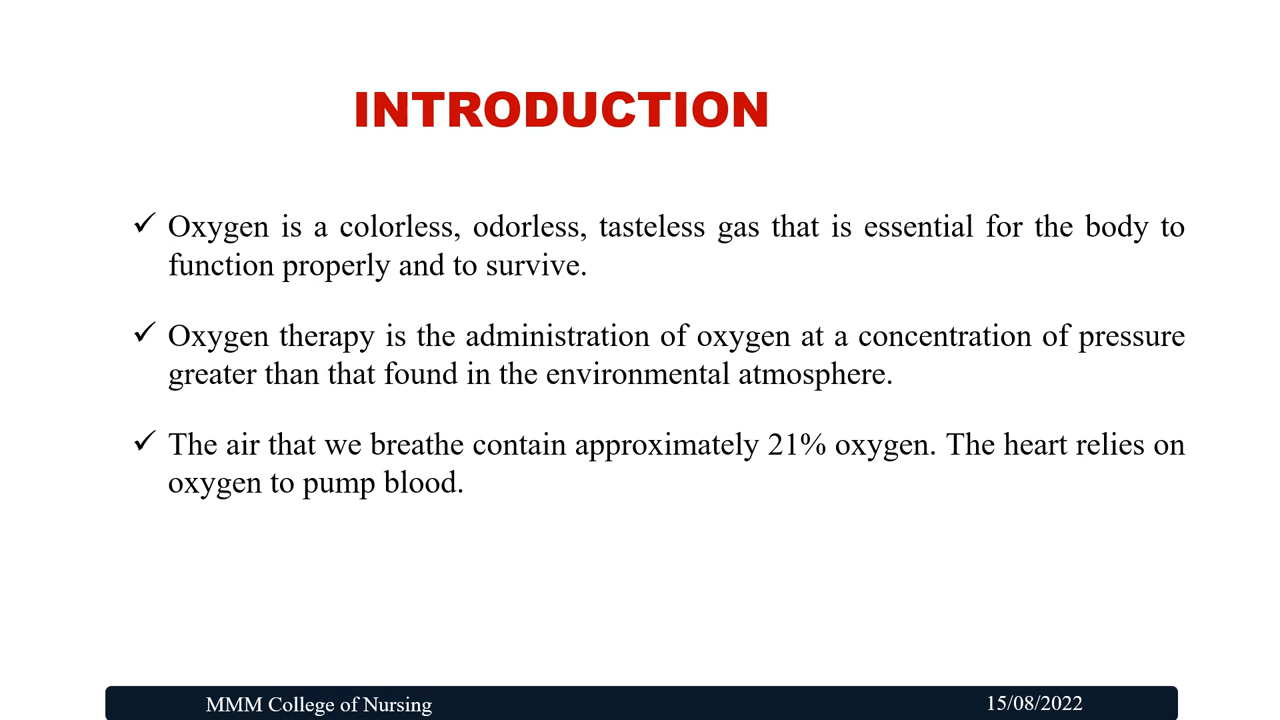 INTRODUCTION
✓ Oxygen is a colorless, odorless, tasteless gas that is essential for the body to
function properly and to survive.
✓ Oxygen therapy is the administration of oxygen at a concentration of pressure
greater than that found in the environmental atmosphere.
✓ The air that we breathe contain approximately 21% oxygen. The heart relies on
oxygen to pump blood.
MMM College of Nursing
15/08/2022